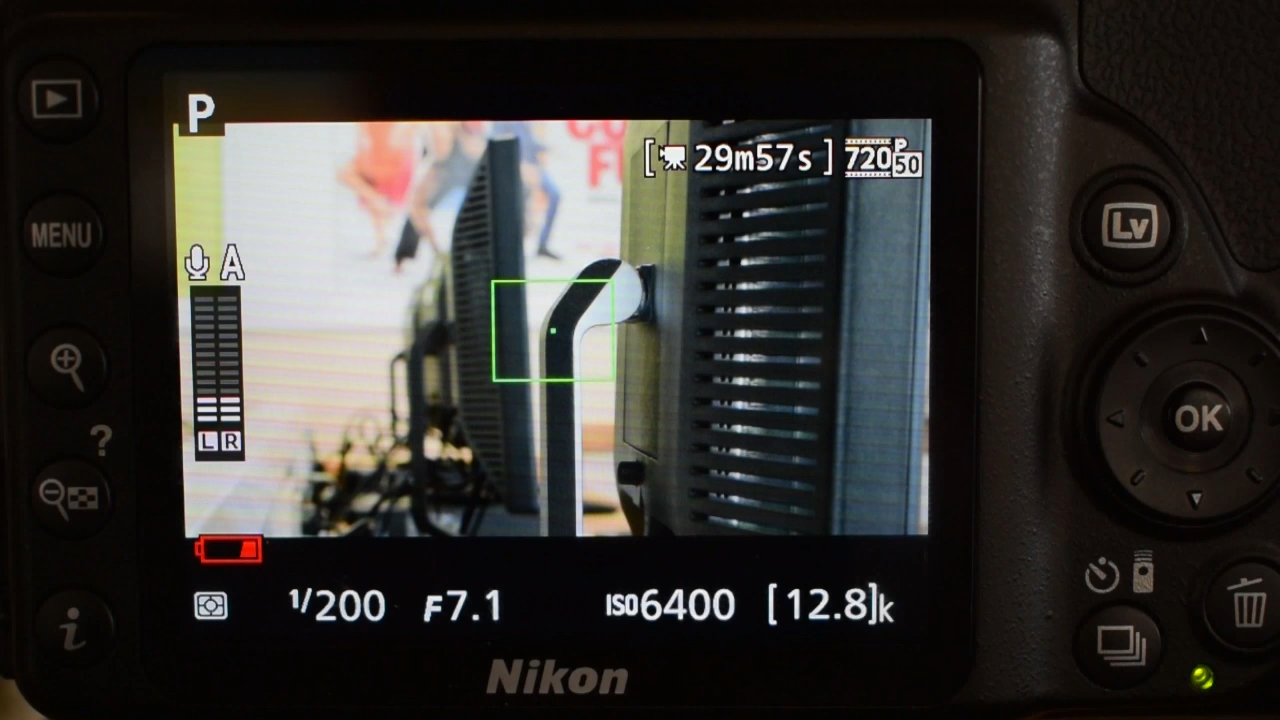 P
[29m57s] 720 P 50
MENU
Lv
A
L R
?
OK
i
1/200 F7.1 ISO6400 [12.8]k
Nikon